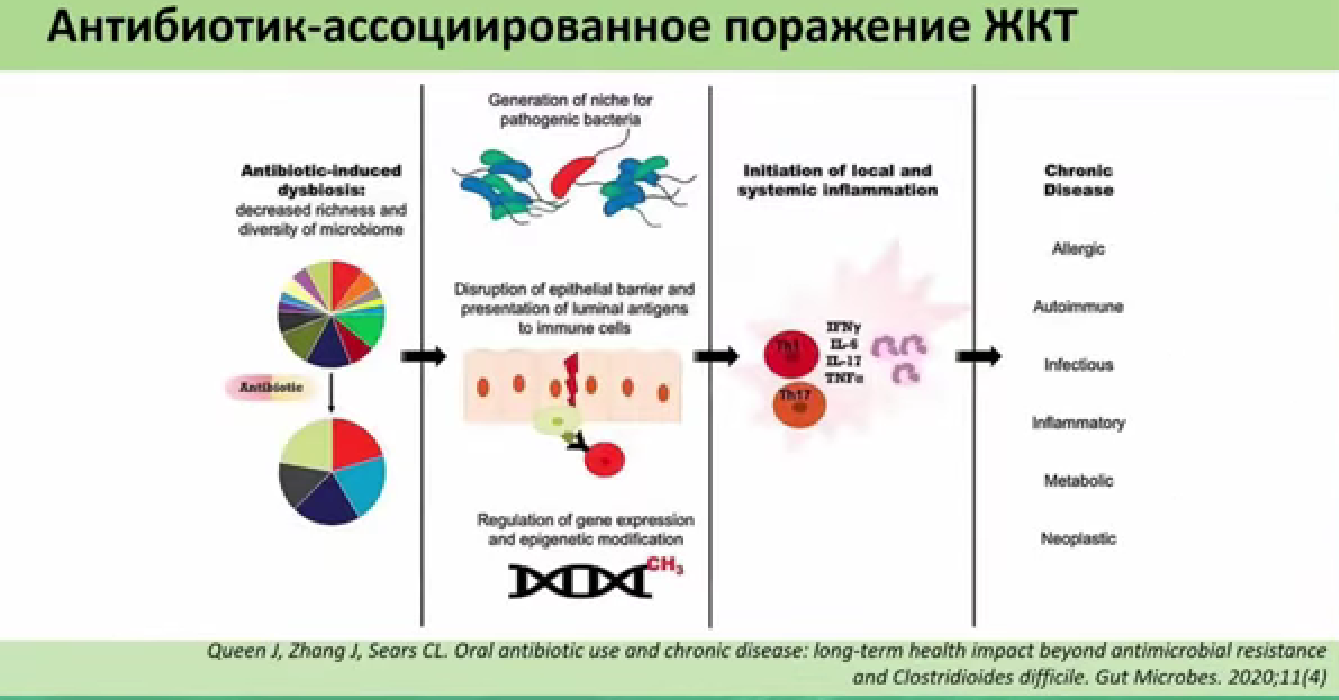 Антибиотик-ассоциированное поражение ЖКТ
Antibiotic-induced
dysbiosis:
decreased richness and
diversity of microbiome
Antibiotic
Generation of niche for
pathogenic bacteria
Disruption of epithelial barrier and
presentation of luminal antigens
to immune cells
Regulation of gene expression
and epigenetic modification
CH3
Initiation of local and
systemic inflammation
Th1
Th17
IFNγ
IL-6
IL-17
TNFα
Chronic
Disease
Allergic
Autoimmune
Infectious
Inflammatory
Metabolic
Neoplastic
Queen J, Zhang J, Sears CL. Oral antibiotic use and chronic disease: long-term health impact beyond antimicrobial resistance
and Clostridioides difficile. Gut Microbes. 2020;11(4)